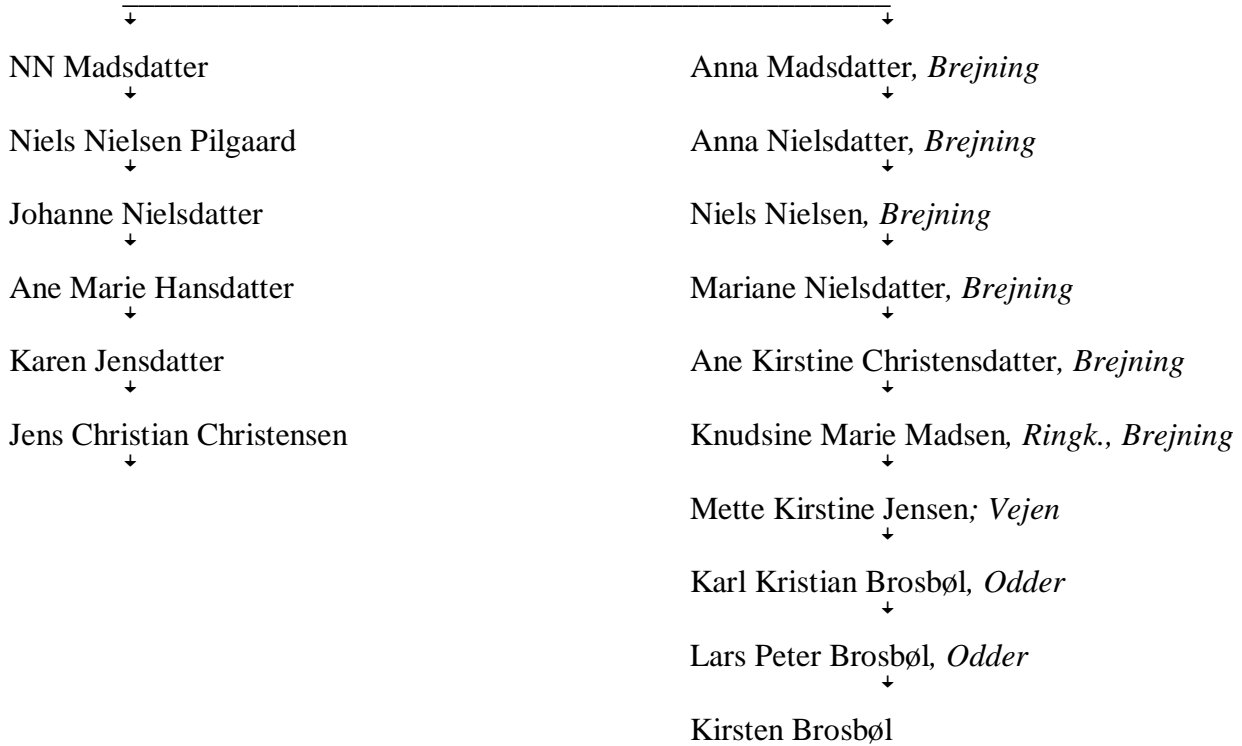 NN Madsdatter
Anna Madsdatter, Brejning
Niels Nielsen Pilgaard
Anna Nielsdatter, Brejning
Johanne Nielsdatter
Niels Nielsen, Brejning
Ane Marie Hansdatter
Mariane Nielsdatter, Brejning
Karen Jensdatter
Ane Kirstine Christensdatter, Brejning
Jens Christian Christensen
Knudsine Marie Madsen, Ringk., Brejning
Mette Kirstine Jensen; Vejen
Karl Kristian Brosbøl, Odder
Lars Peter Brosbøl, Odder
Kirsten Brosbøl